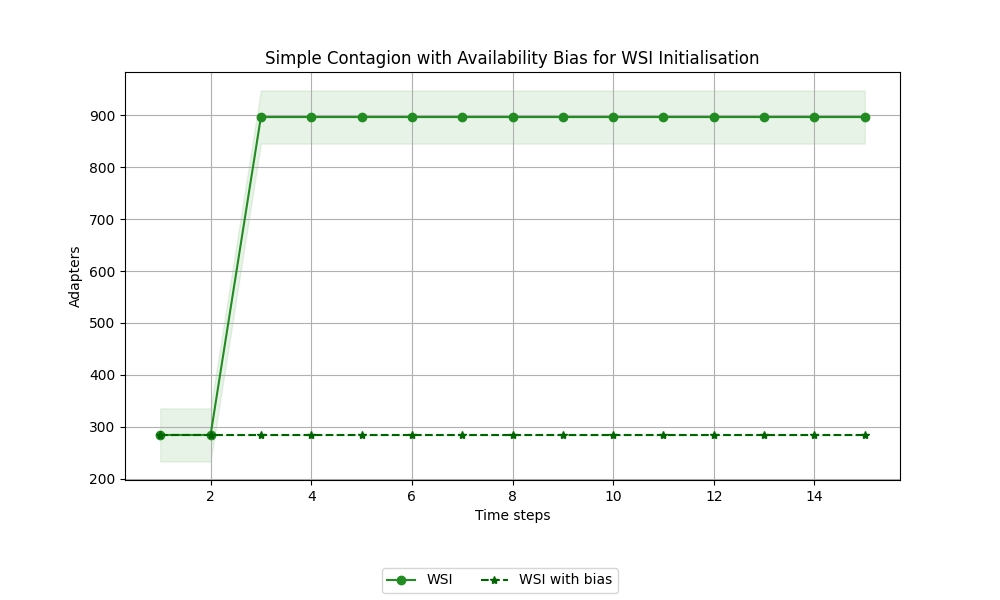 Simple Contagion with Availability Bias for WSI Initialisation
900
800
700
600
500
400
300
200
Adapters
2 4 6 8 10 12 14
Time steps
WSI WSI with bias